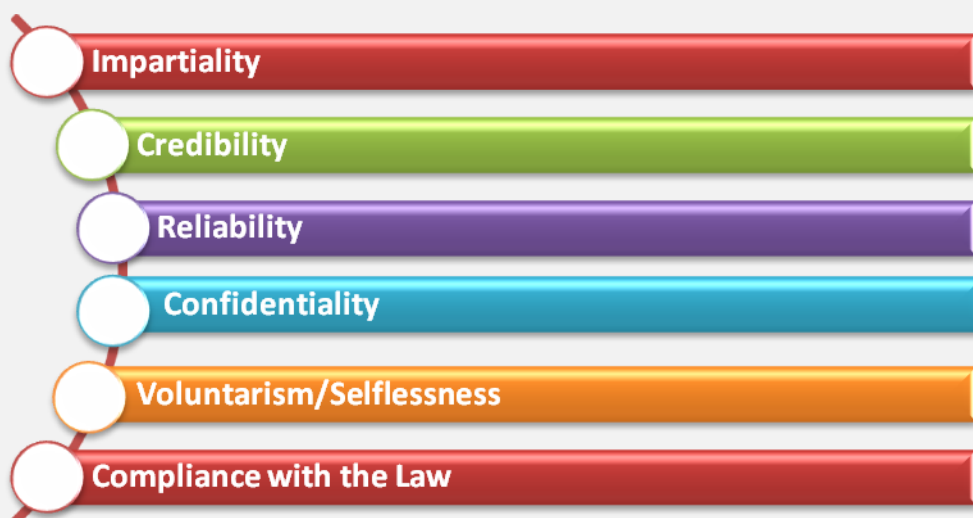 Impartiality
Credibility
Reliability
Confidentiality
Voluntarism/Selflessness
Compliance with the Law